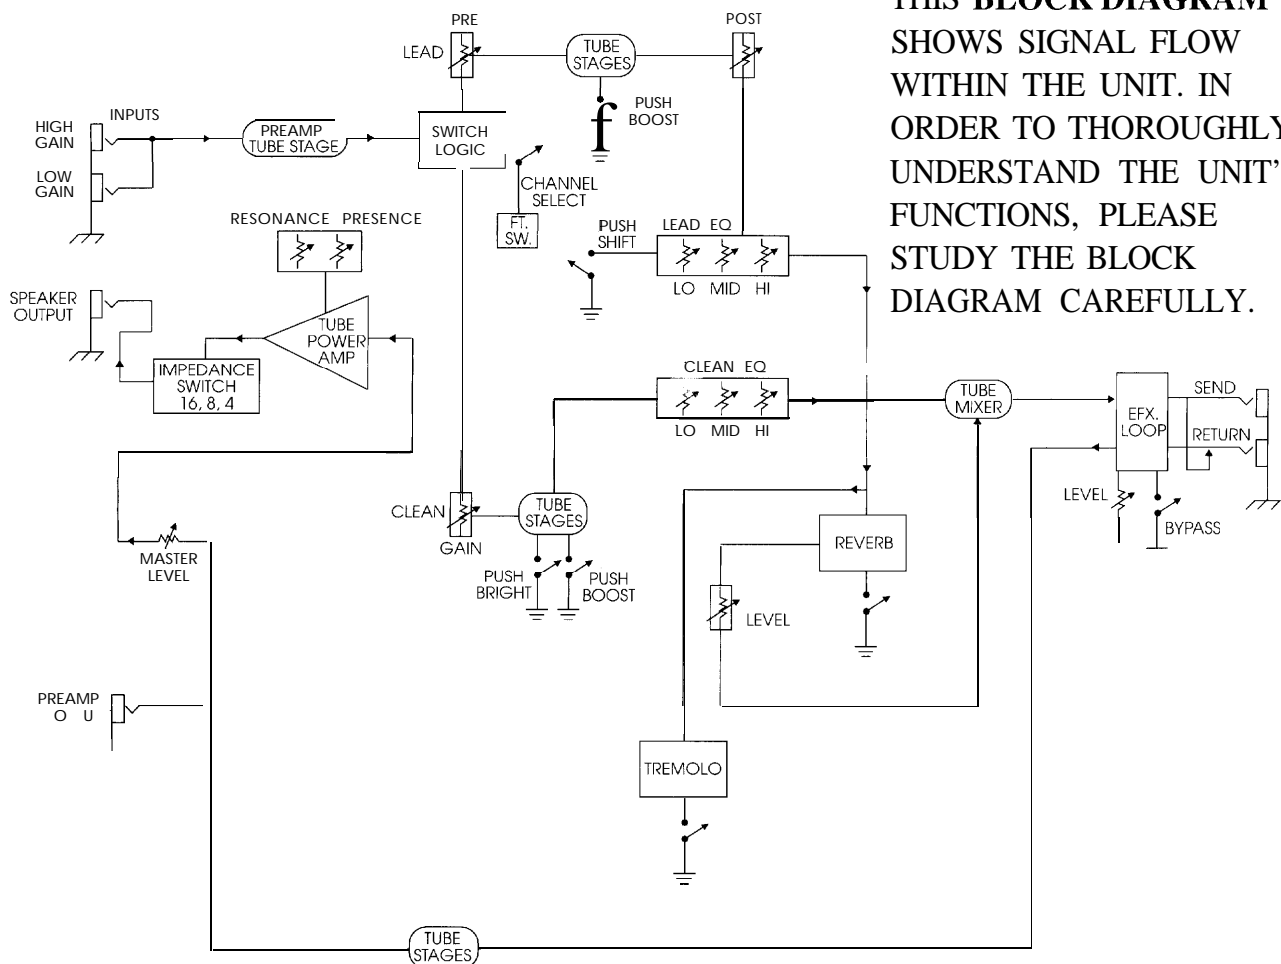 THIS BLOCK DIAGRAM
SHOWS SIGNAL FLOW
WITHIN THE UNIT. IN
ORDER TO THOROUGHLY
UNDERSTAND THE UNIT'
FUNCTIONS, PLEASE
STUDY THE BLOCK
DIAGRAM CAREFULLY.
PRE
POST
LEAD
TUBE
STAGES
PUSH
BOOST
INPUTS
HIGH
GAIN
LOW
GAIN
PREAMP
TUBE STAGE
SWITCH
LOGIC
CHANNEL
SELECT
FT.
SW.
RESONANCE PRESENCE
PUSH
SHIFT
LEAD EQ
LO MID HI
SPEAKER
OUTPUT
TUBE
POWER
AMP
IMPEDANCE
SWITCH
16, 8, 4
CLEAN EQ
LO MID HI
TUBE
MIXER
EFX.
LOOP
SEND
RETURN
LEVEL
BYPASS
CLEAN
GAIN
TUBE
STAGES
PUSH
BRIGHT
PUSH
BOOST
MASTER
LEVEL
REVERB
LEVEL
PREAMP
O U
TREMOLO
TUBE
STAGES